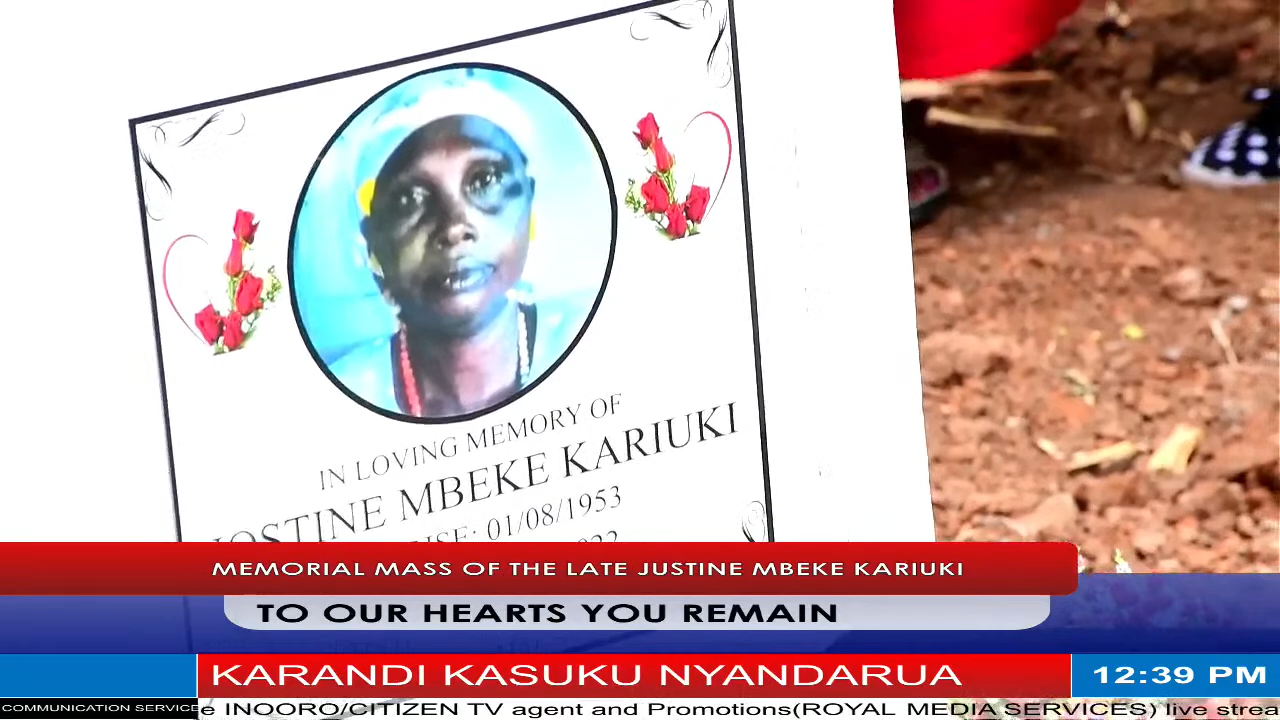 IN LOVING MEMORY OF
JOSTINE MBEKE KARIUKI
01/08/1953
MEMORIAL MASS OF THE LATE JUSTINE MBEKE KARIUKI
TO OUR HEARTS YOU REMAIN
KARANDI KASUKU NYANDARUA
12:39 PM
COMMUNICATION SERVICE
e INOORO/CITIZEN TV agent and Promotions(ROYAL MEDIA SERVICES) live strea